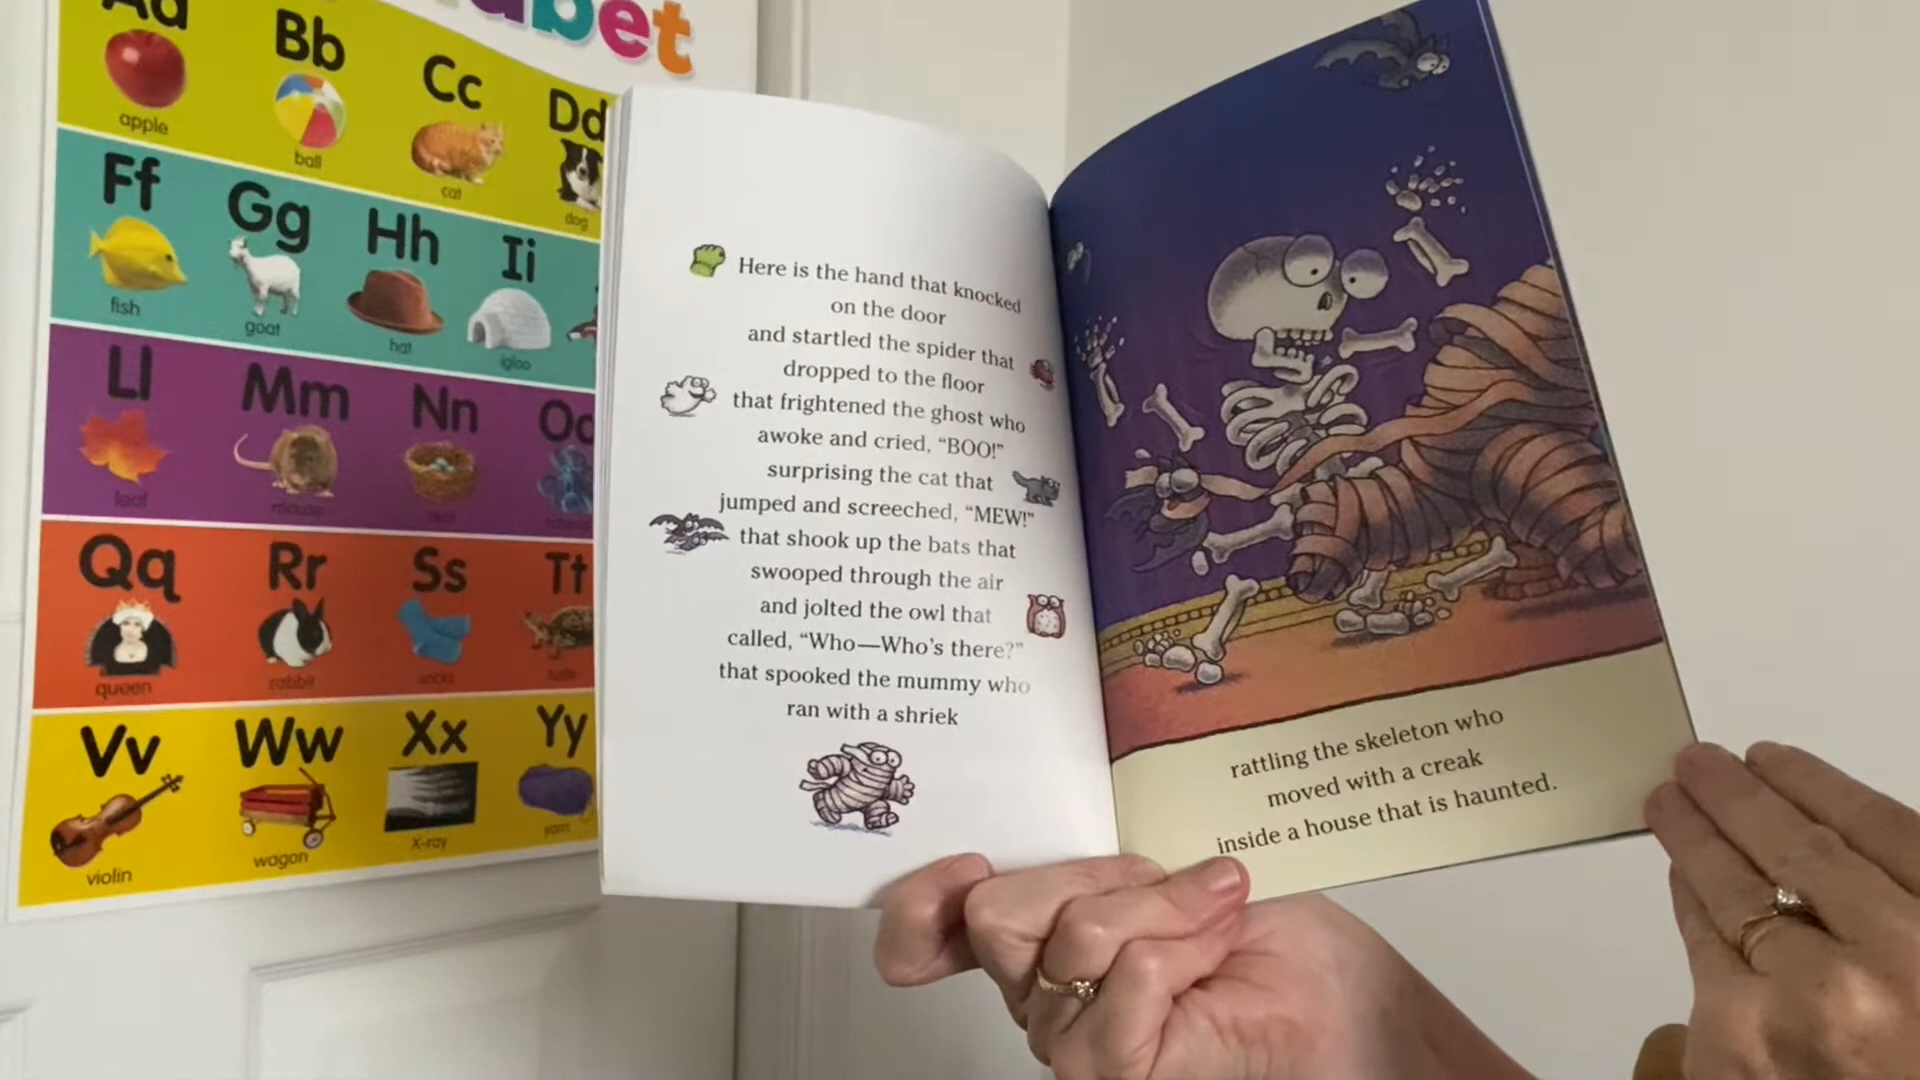 Aa
Bb
Cc
Dd
apple
ball
cat
dog
Ff
Gg
Hh
Ii
fish
goat
hat
igloo
Ll
Mm
Nn
leaf
mouse
nest
Qq
Rr
Ss
Tt
queen
rabbit
socks
Vv
Ww
Xx
Yy
violin
wagon
X-ray
yarn
Here is the hand that knocked
on the door
and startled the spider that
dropped to the floor
that frightened the ghost who
awoke and cried, “BOO!”
surprising the cat that
jumped and screeched, “MEW!”
that shook up the bats that
swooped through the air
and jolted the owl that
called, “Who—Who’s there?”
that spooked the mummy who
ran with a shriek
rattling the skeleton who
moved with a creak
inside a house that is haunted.